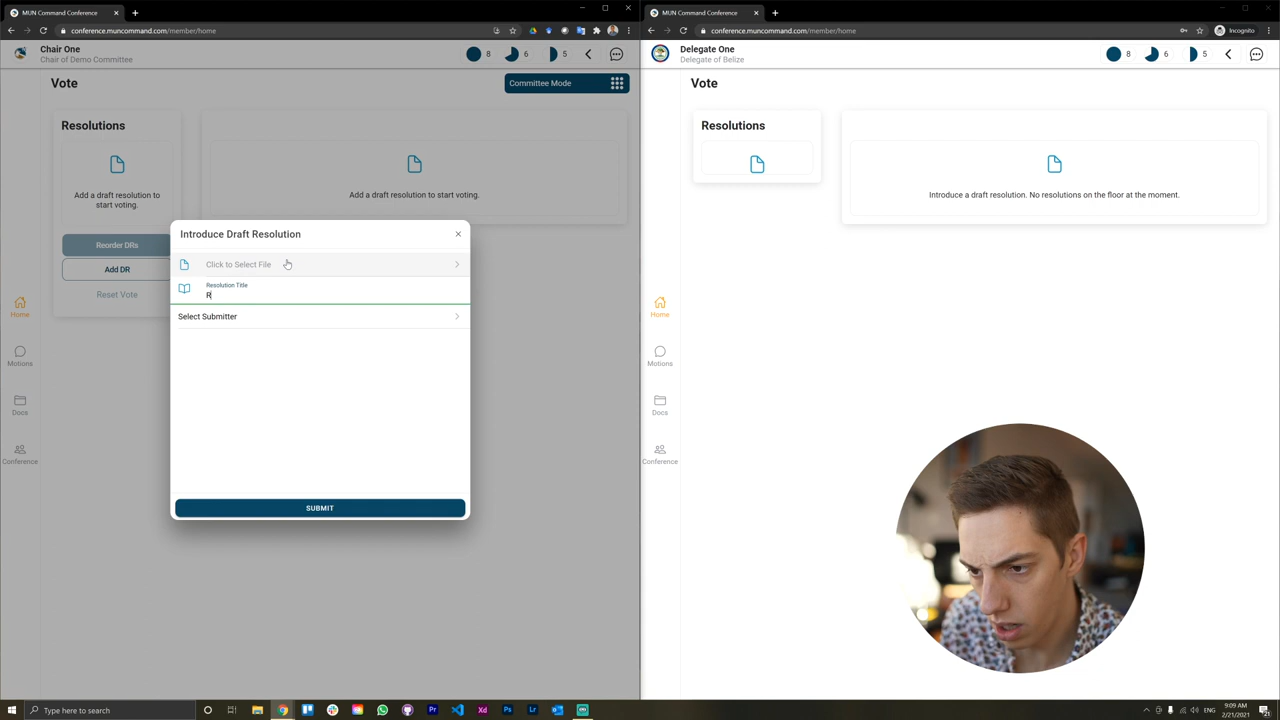 MUN Command Conference
conference.muncommand.com/member/home
Chair One
Chair of Demo Committee
8
6
5
Vote
Committee Mode
Resolutions
Add a draft resolution to
start voting.
Add a draft resolution to start voting.
Reorder DRs
Add DR
Reset Vote
Introduce Draft Resolution
Click to Select File
Resolution Title
R
Select Submitter
SUBMIT
Home
Motions
Docs
Conference
MUN Command Conference
conference.muncommand.com/member/home
Incognito
Delegate One
Delegate of Belize
8
6
5
Vote
Resolutions
Introduce a draft resolution. No resolutions on the floor at the moment.
Home
Motions
Docs
Conference
Type here to search
Pr
Xd
Ps
Lr
ENG
9:09 AM
2/21/2021